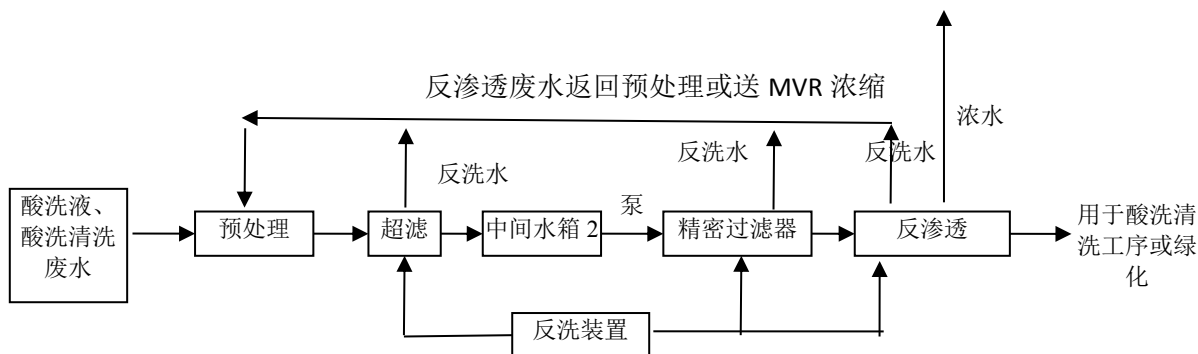 反渗透废水返回预处理或送 MVR 浓缩
浓水
反洗水
反洗水
反洗水
酸洗液、
酸洗清洗
废水
预处理
超滤
中间水箱 2
泵
精密过滤器
反渗透
用于酸洗清
洗工序或绿
化
反洗装置